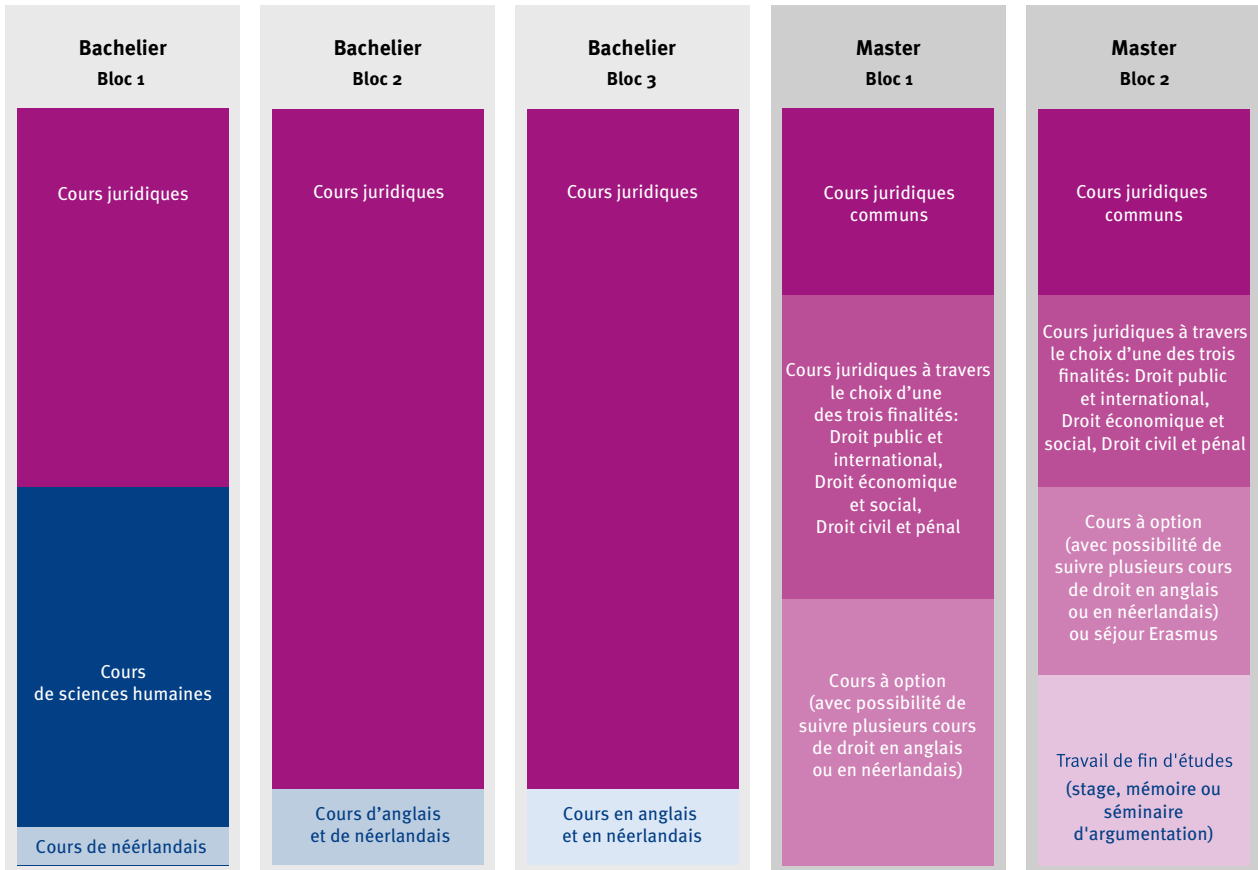 Bachelier
Bloc 1
Cours juridiques
Cours
de sciences humaines
Cours de néérlandais
Bachelier
Bloc 2
Cours juridiques
Cours d'anglais
et de néerlandais
Bachelier
Bloc 3
Cours juridiques
Cours en anglais
et en néerlandais
Master
Bloc 1
Cours juridiques
communs
Cours juridiques à travers
le choix d'une
des trois finalités:
Droit public et
international,
Droit économique
et social,
Droit civil et pénal
Cours à option
(avec possibilité de
suivre plusieurs cours
de droit en anglais
ou en néerlandais)
Master
Bloc 2
Cours juridiques
communs
Cours juridiques à travers
le choix d'une des trois
finalités: Droit public
et international,
Droit économique et
social, Droit civil et pénal
Cours à option
(avec possibilité de
suivre plusieurs cours
de droit en anglais
ou en néerlandais)
ou séjour Erasmus
Travail de fin d'études
(stage, mémoire ou
séminaire
d'argumentation)